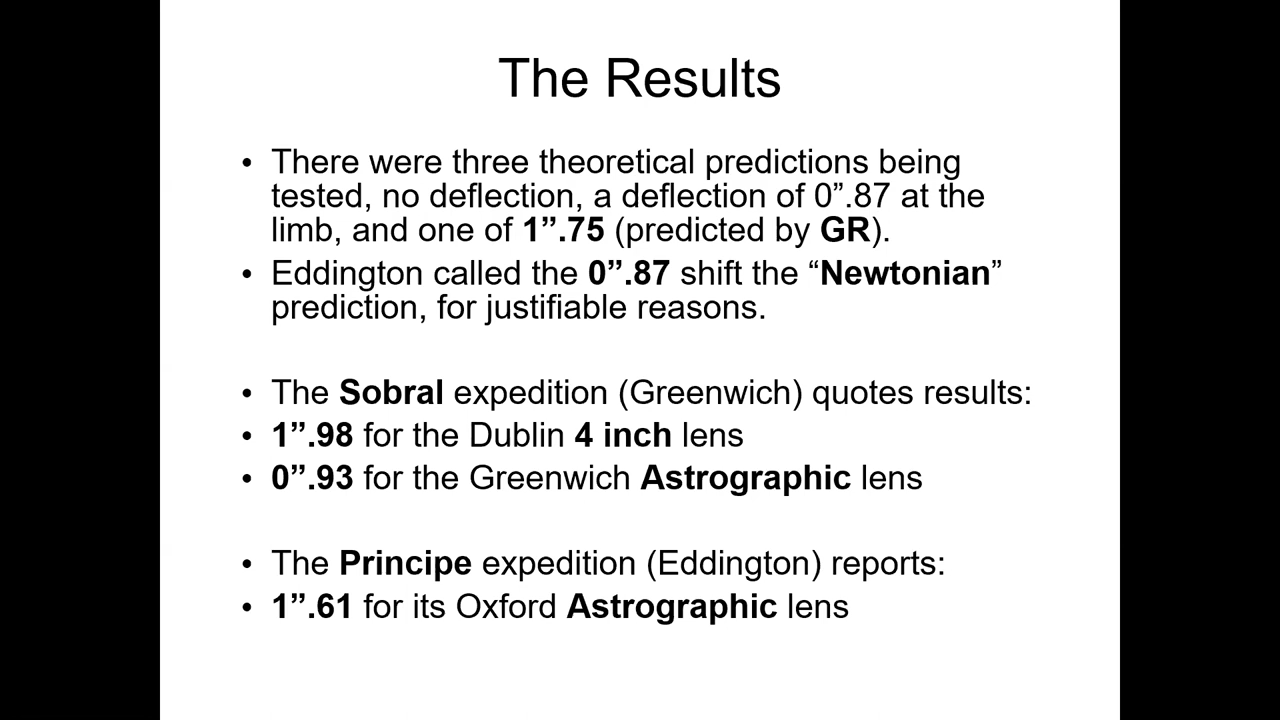 The Results
• There were three theoretical predictions being
tested, no deflection, a deflection of 0”.87 at the
limb, and one of 1”.75 (predicted by GR).
• Eddington called the 0”.87 shift the “Newtonian”
prediction, for justifiable reasons.
• The Sobral expedition (Greenwich) quotes results:
• 1”.98 for the Dublin 4 inch lens
• 0”.93 for the Greenwich Astrographic lens
• The Principe expedition (Eddington) reports:
• 1”.61 for its Oxford Astrographic lens